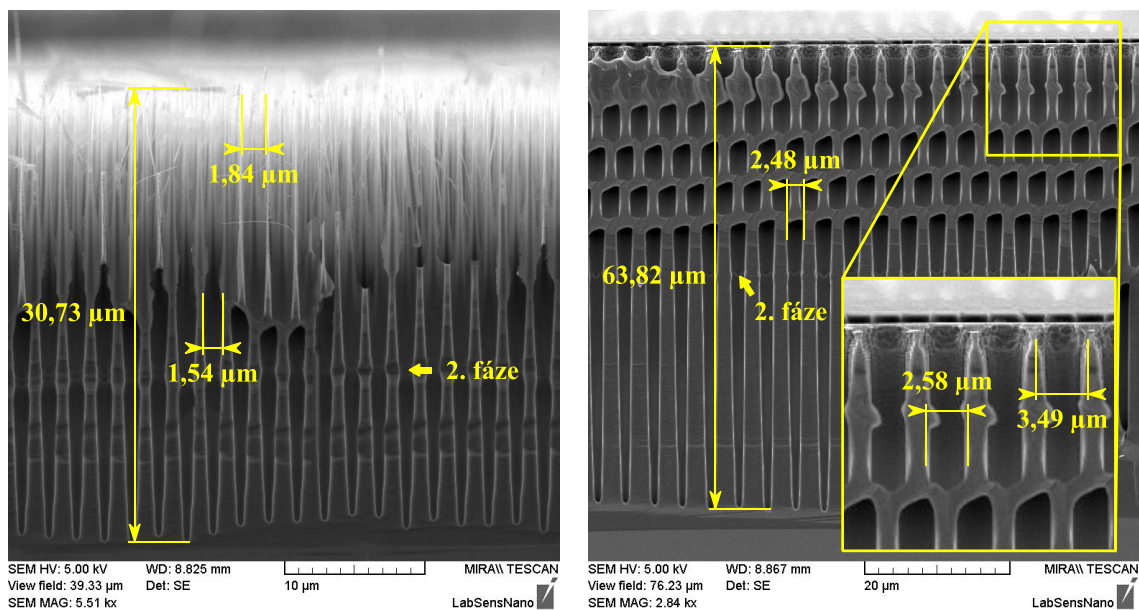 1,84 µm
30,73 µm
1,54 µm
2. fáze
SEM HV: 5.00 kV
WD: 8.825 mm
MIRA\\ TESCAN
View field: 39.33 µm
Det: SE
10 µm
SEM MAG: 5.51 kx
LabSensNano
2,48 µm
63,82 µm
2. fáze
2,58 µm
3,49 µm
SEM HV: 5.00 kV
WD: 8.867 mm
MIRA\\ TESCAN
View field: 76.23 µm
Det: SE
20 µm
SEM MAG: 2.84 kx
LabSensNano